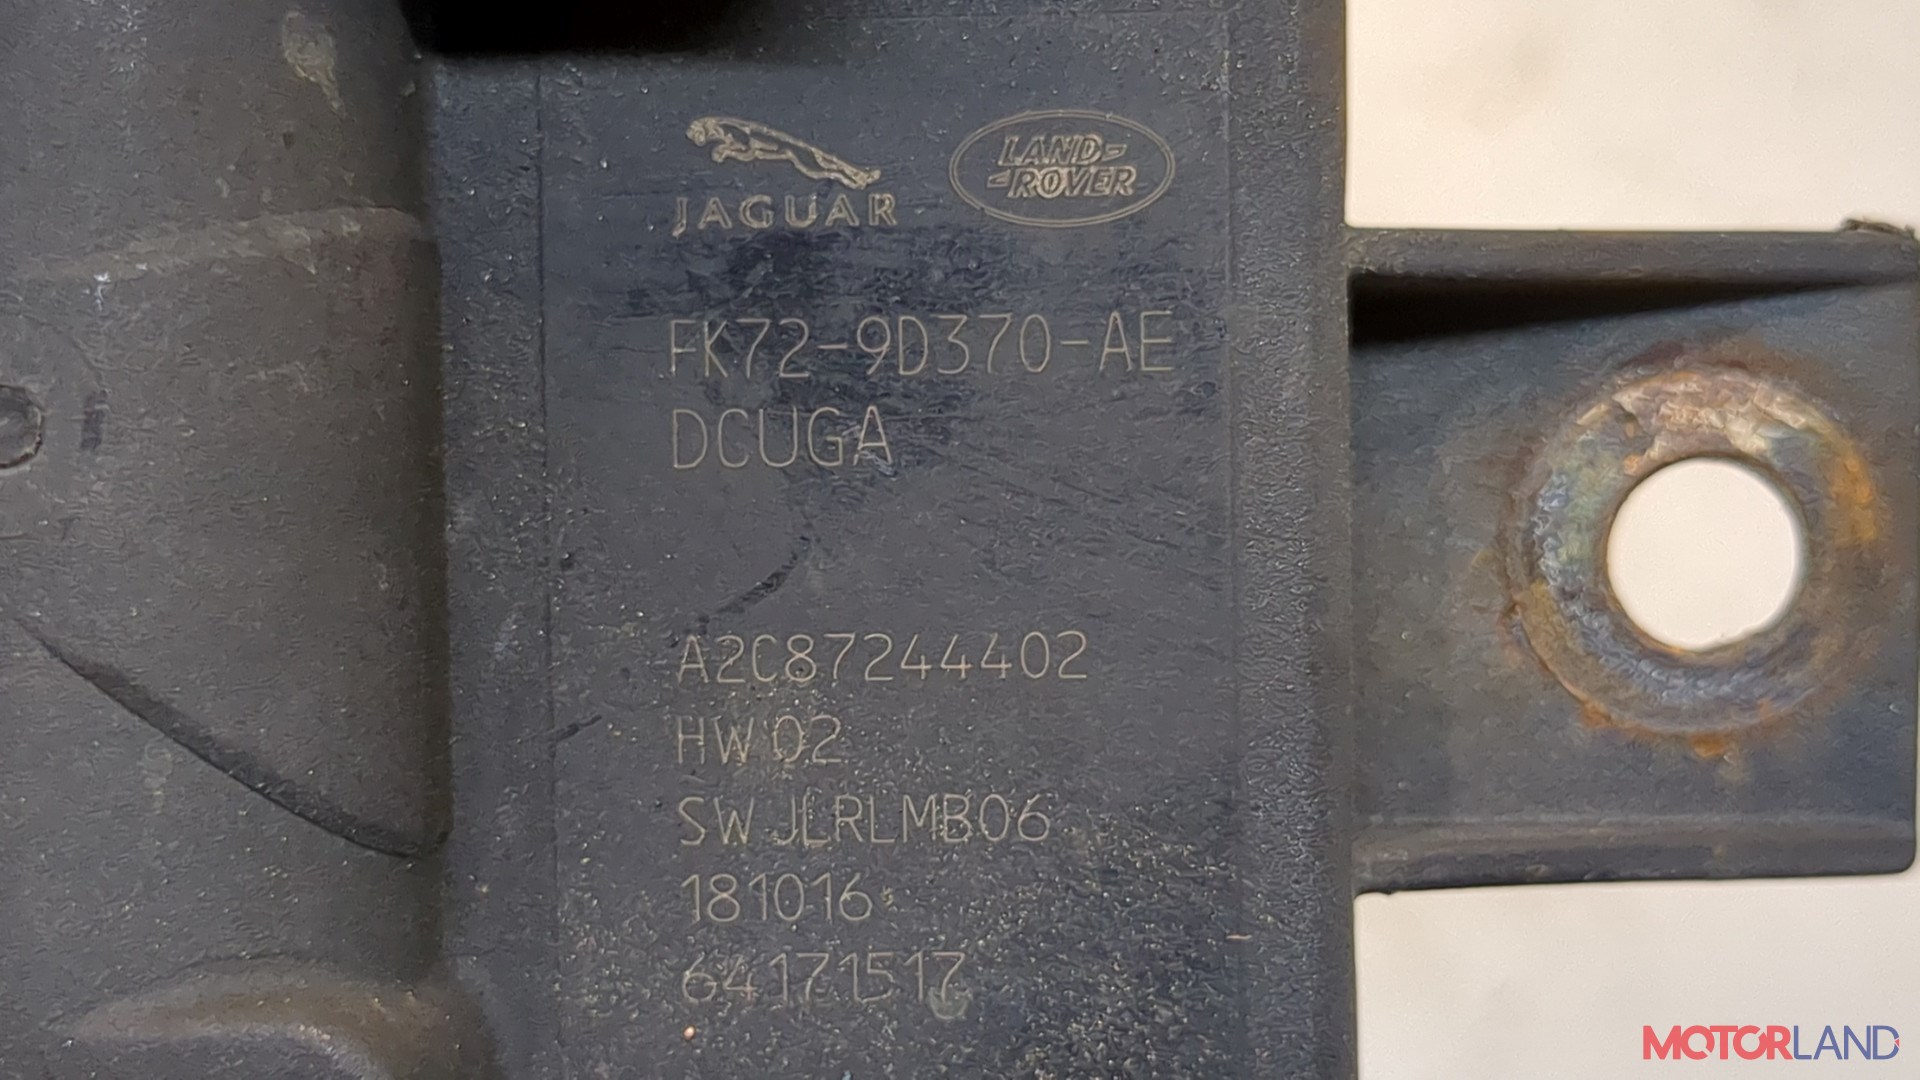 JAGUAR
LAND-
-ROVER
FK72-9D370-AE
DCUGA
A2C87244402
HW 02
SW JLRLMB06
181016
64171517
MOTORLAND